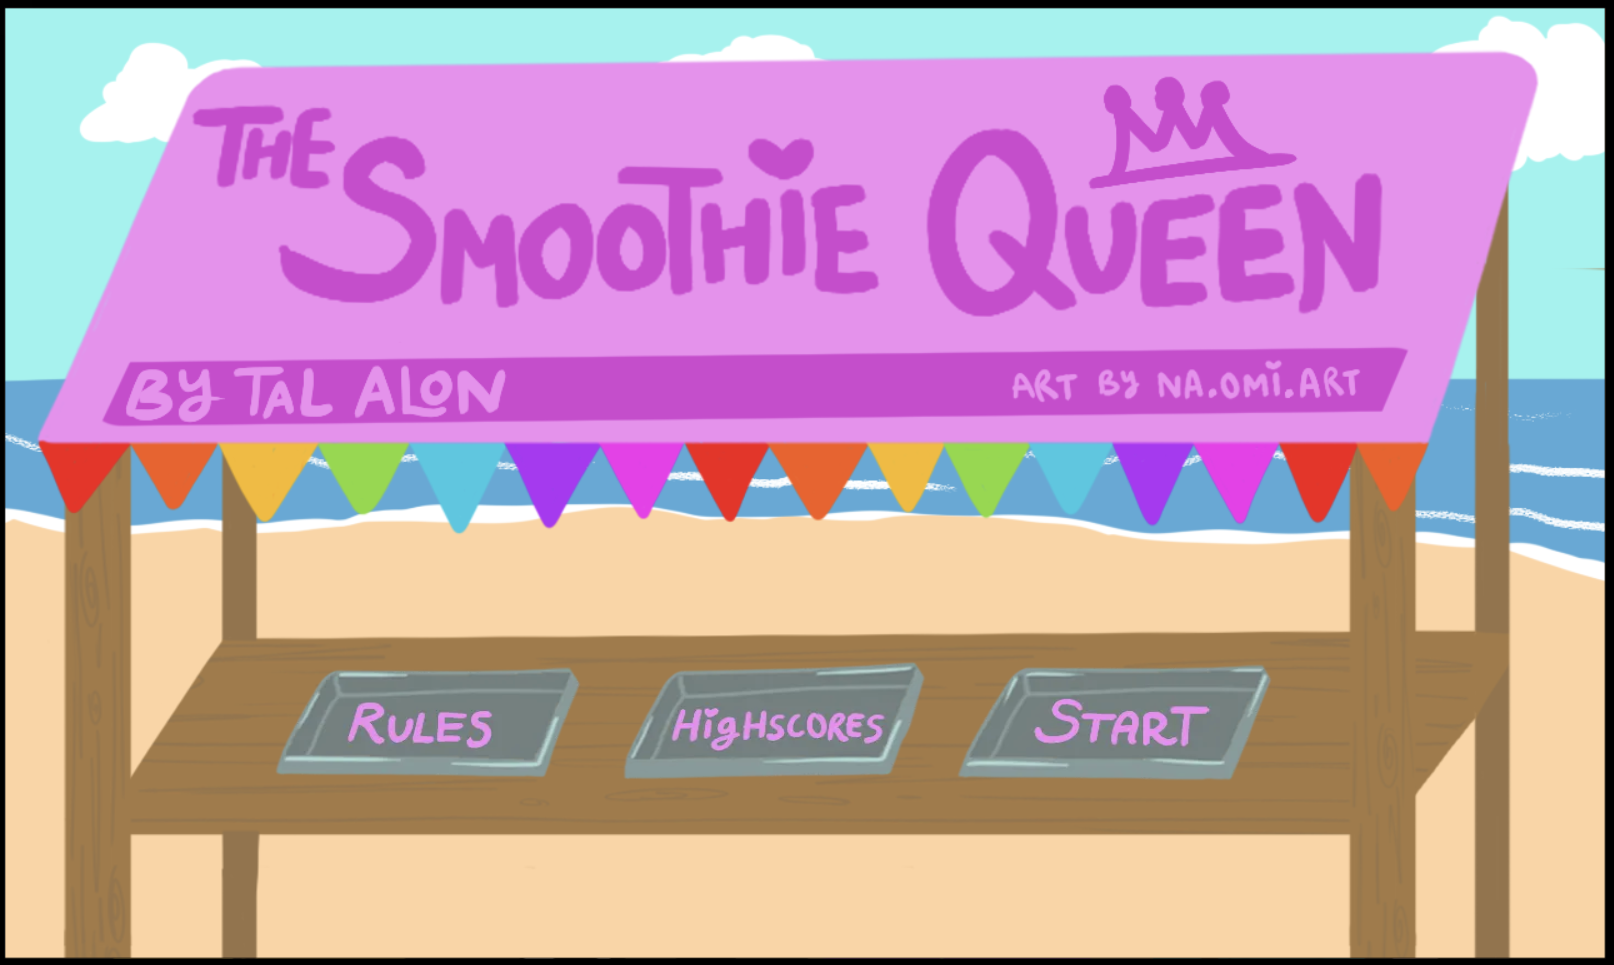 THE
SMOOTHiE QUEEN
BY TAL ALON
ART BY NA.OMi.ART
RULES
HigHSCORES
START